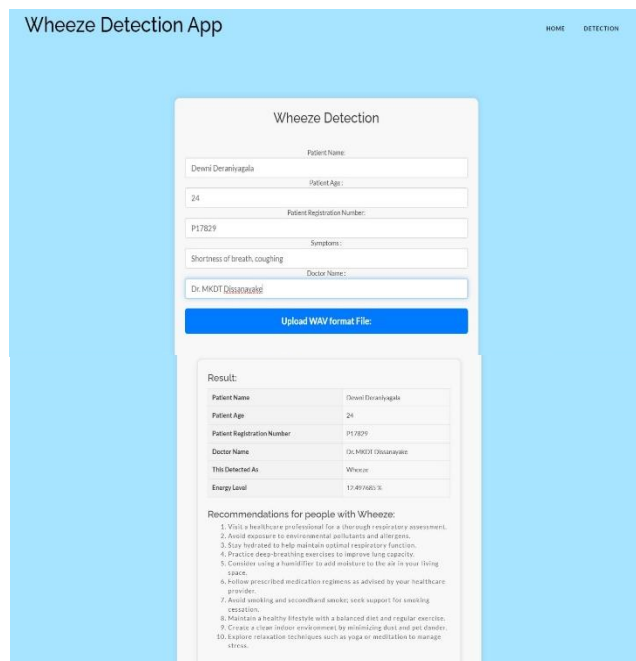 Wheeze Detection App
HOME DETECTION
Wheeze Detection
Patient Name:
Dewni Deraniyagala
Patient Age :
24
Patient Registration Number:
P17829
Symptoms :
Shortness of breath, coughing
Doctor Name :
Dr. MKDT Dissanayake
Upload WAV format File:
Result:
Patient Name Dewni Deraniyagala
Patient Age 24
Patient Registration Number P17829
Doctor Name Dr. MKDT Dissanayake
This Detected As Wheeze
Energy Level
Recommendations for people with Wheeze:
1. Visit a healthcare professional for a thorough respiratory assessment.
2. Avoid exposure to environmental pollutants and allergens.
3. Stay hydrated to help maintain optimal respiratory function.
4. Practice deep-breathing exercises to improve lung capacity.
5. Consider using a humidifier to add moisture to the air in your living
space.
6. Follow prescribed medication regimens as advised by your healthcare
provider.
7. Avoid smoking and secondhand smoke; seek support for smoking
cessation.
8. Maintain a healthy lifestyle with a balanced diet and regular exercise.
9. Create a clean indoor environment by minimizing dust and pet dander.
10. Explore relaxation techniques such as yoga or meditation to manage
stress.